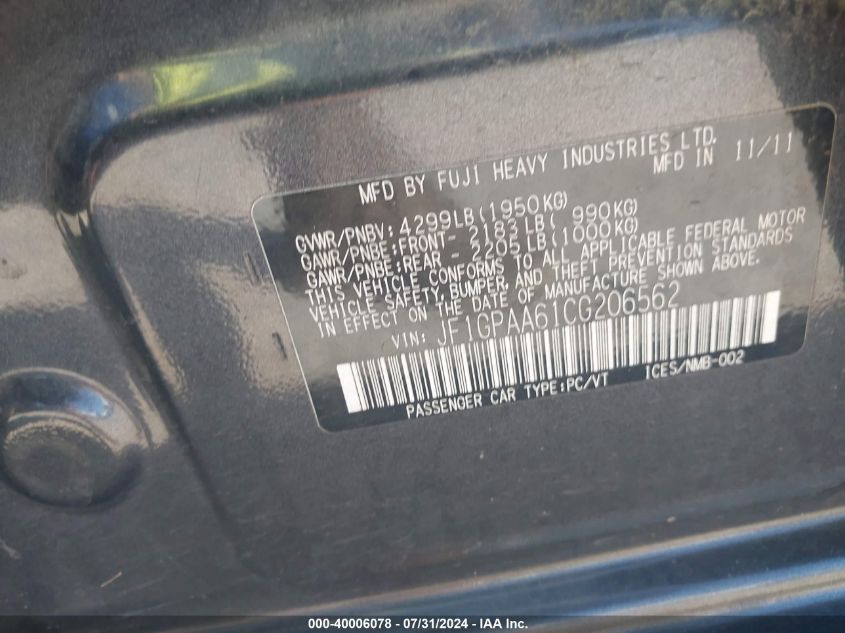 MFD BY FUJI HEAVY INDUSTRIES LTD.
MFD IN 11/11
GVWR/PNBV: 4299LB(1950KG)
GAWR/PNBE:FRONT- 2183LB( 990KG)
GAWR/PNBE:REAR - 2205LB(1000KG)
THIS VEHICLE CONFORMS TO ALL APPLICABLE FEDERAL MOTOR
VEHICLE SAFETY, BUMPER, AND THEFT PREVENTION STANDARDS
IN EFFECT ON THE DATE OF MANUFACTURE SHOWN ABOVE.
VIN: JF1GPAA61CG206562
PASSENGER CAR TYPE:PC/VT ICES/NMB-002
000-40006078 - 07/31/2024 - IAA Inc.